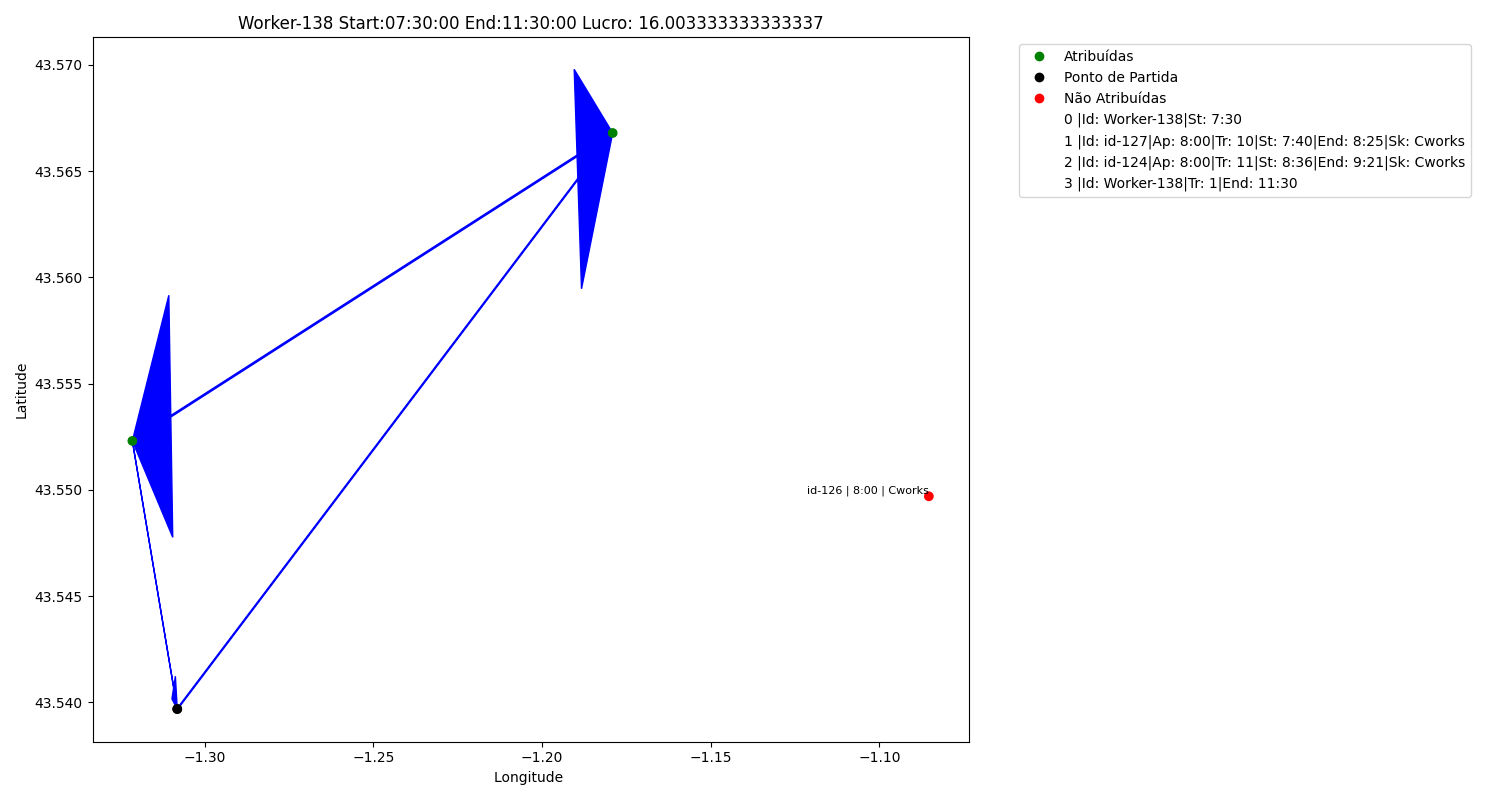 Worker-138 Start:07:30:00 End:11:30:00 Lucro: 16.003333333333337
43.570
43.565
43.560
43.555
43.550
43.545
43.540
Latitude
−1.30
−1.25
−1.20
−1.15
−1.10
Longitude
id-126 | 8:00 | Cworks
Atribuídas
Ponto de Partida
Não Atribuídas
0 |Id: Worker-138|St: 7:30
1 |Id: id-127|Ap: 8:00|Tr: 10|St: 7:40|End: 8:25|Sk: Cworks
2 |Id: id-124|Ap: 8:00|Tr: 11|St: 8:36|End: 9:21|Sk: Cworks
3 |Id: Worker-138|Tr: 1|End: 11:30